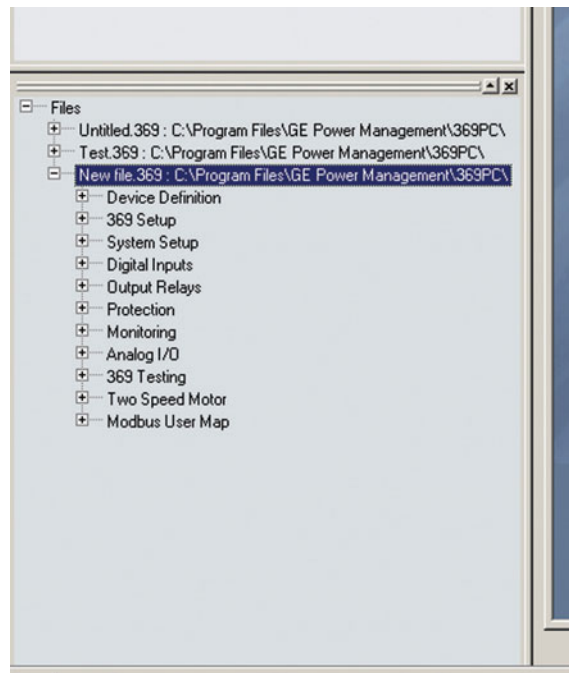 Files
Untitled.369 : C:\Program Files\GE Power Management\369PC\
Test.369 : C:\Program Files\GE Power Management\369PC\
New file.369 : C:\Program Files\GE Power Management\369PC\
Device Definition
369 Setup
System Setup
Digital Inputs
Output Relays
Protection
Monitoring
Analog I/O
369 Testing
Two Speed Motor
Modbus User Map